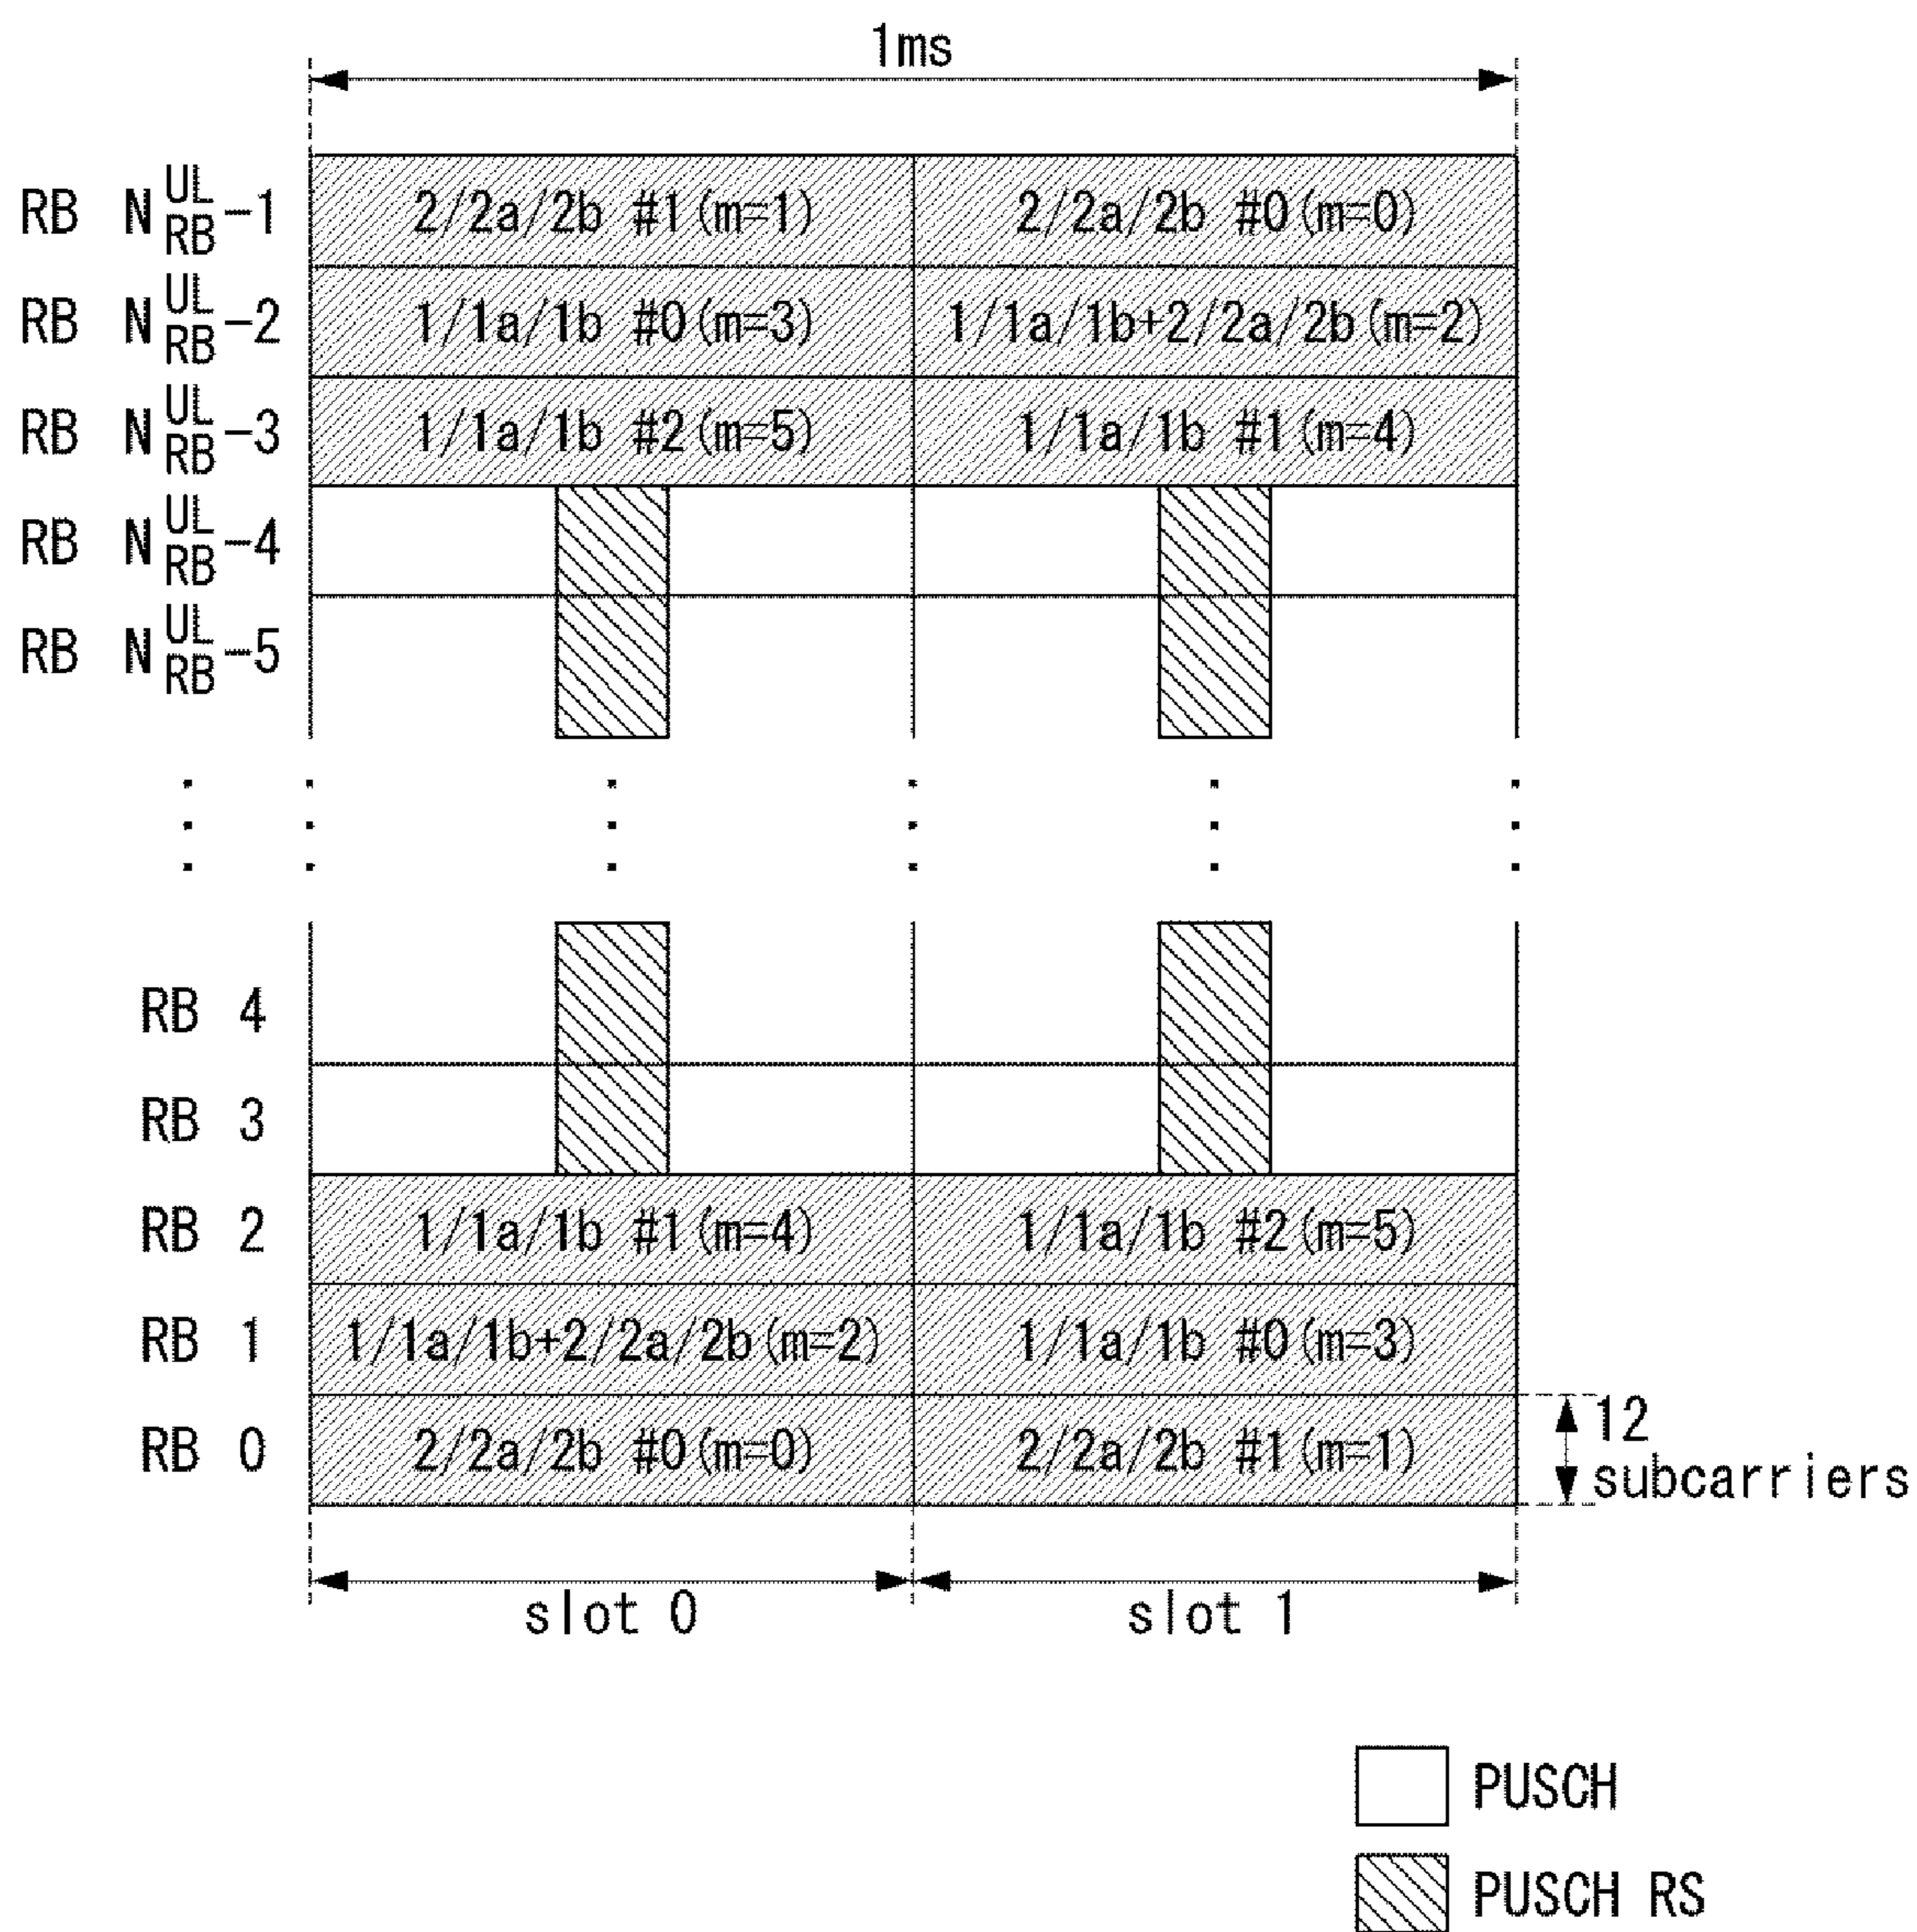 1ms
RB N UL RB -1 2/2a/2b #1(m=1) 2/2a/2b #0(m=0)
RB N UL RB -2 1/1a/1b #0(m=3) 1/1a/1b+2/2a/2b(m=2)
RB N UL RB -3 1/1a/1b #2(m=5) 1/1a/1b #1(m=4)
RB N UL RB -4
RB N UL RB -5
RB 4
RB 3
RB 2 1/1a/1b #1(m=4) 1/1a/1b #2(m=5)
RB 1 1/1a/1b+2/2a/2b(m=2) 1/1a/1b #0(m=3)
RB 0 2/2a/2b #0(m=0) 2/2a/2b #1(m=1)
12
subcarriers
slot 0 slot 1
PUSCH
PUSCH RS